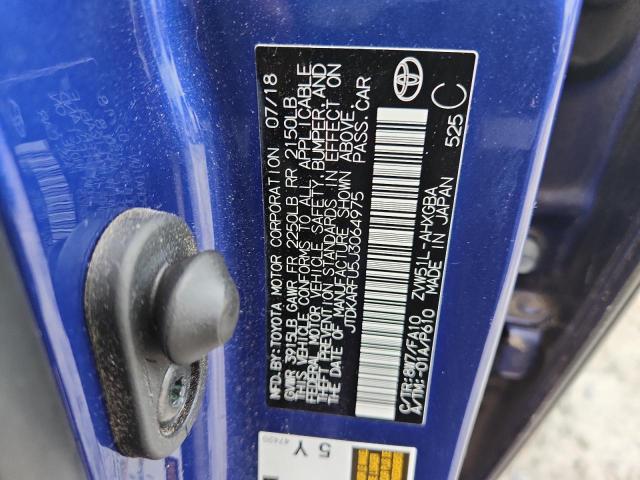 MFD. BY: TOYOTA MOTOR CORPORATION 07/18
GVWR 3915LB GAWR FR 2250LB RR 2150LB
THIS VEHICLE CONFORMS TO ALL APPLICABLE
FEDERAL MOTOR VEHICLE SAFETY, BUMPER, AND
THEFT PREVENTION STANDARDS IN EFFECT ON
THE DATE OF MANUFACTURE SHOWN ABOVE.
JTDKARFU5J3064975 PASS. CAR
C/TR: 8W7/FA10 ZVW51L-AHXGBA
A/TM: -01A/P610 MADE IN JAPAN 525 C
5 Y